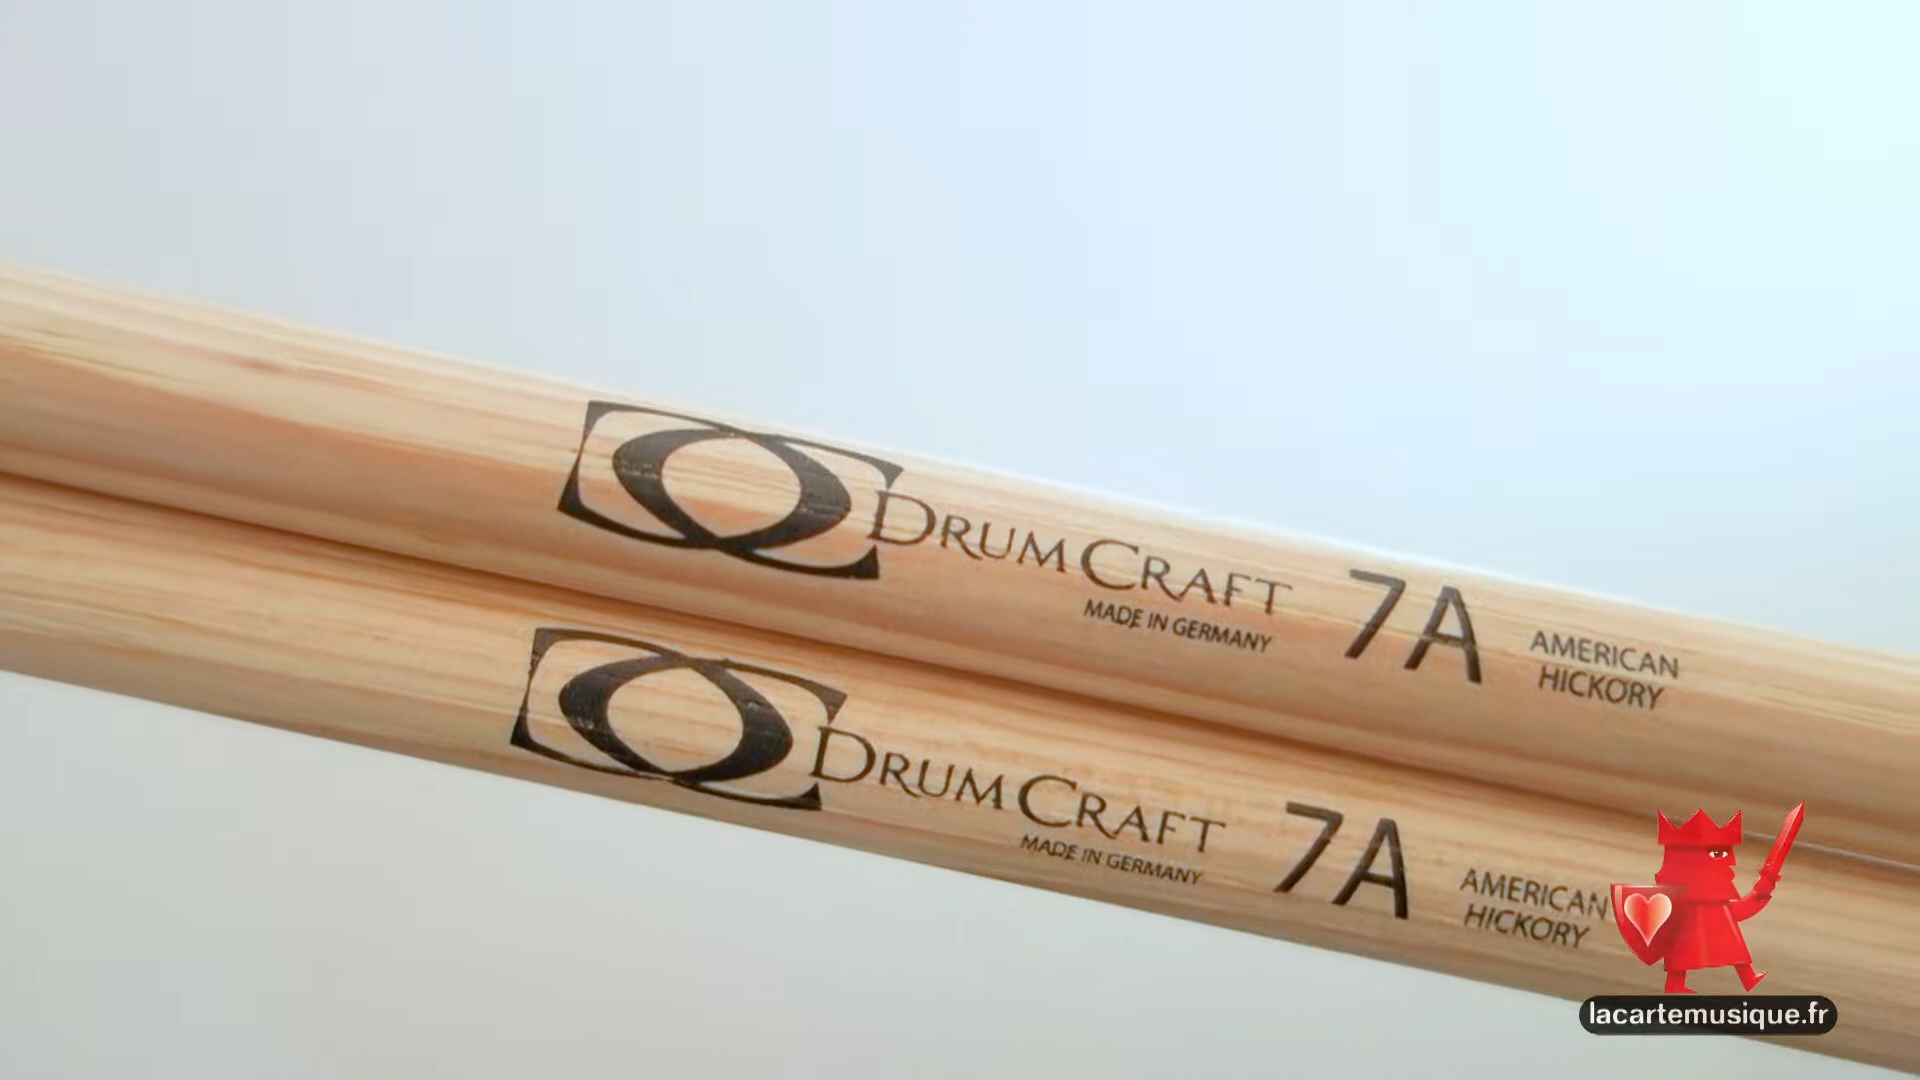 DRUMCRAFT
MADE IN GERMANY
7A
AMERICAN
HICKORY
DRUMCRAFT
MADE IN GERMANY
7A
AMERICAN
HICKORY
lacartemusique.fr